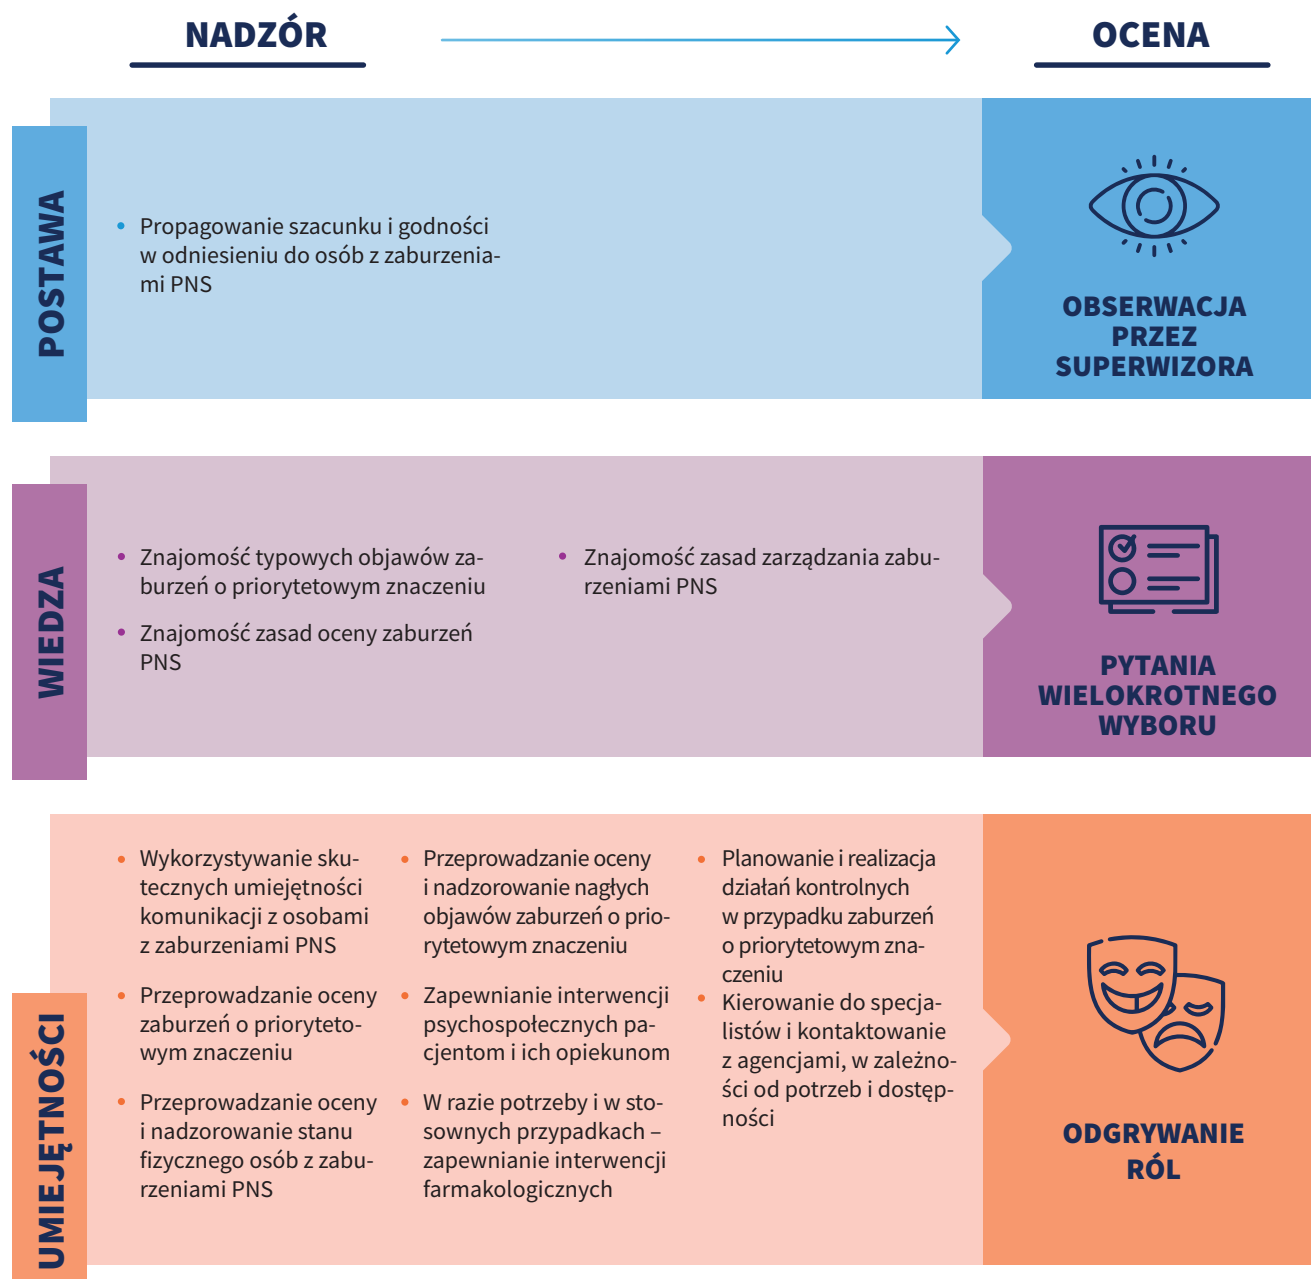 NADZÓR
OCENA
POSTAWA
• Propagowanie szacunku i godności
w odniesieniu do osób z zaburzenia-
mi PNS
OBSERWACJA
PRZEZ
SUPERWIZORA
WIEDZA
• Znajomość typowych objawów za-
burzeń o priorytetowym znaczeniu
• Znajomość zasad oceny zaburzeń
PNS
• Znajomość zasad zarządzania zabu-
rzeniami PNS
PYTANIA
WIELOKROTNEGO
WYBORU
UMIEJĘTNOŚCI
• Wykorzystywanie sku-
tecznych umiejętności
komunikacji z osobami
z zaburzeniami PNS
• Przeprowadzanie oceny
zaburzeń o prioryteto-
wym znaczeniu
• Przeprowadzanie oceny
i nadzorowanie stanu
fizycznego osób z zabu-
rzeniami PNS
• Przeprowadzanie oceny
i nadzorowanie nagłych
objawów zaburzeń o prio-
rytetowym znaczeniu
• Zapewnianie interwencji
psychospołecznych pa-
cjentom i ich opiekunom
• W razie potrzeby i w sto-
sownych przypadkach –
zapewnianie interwencji
farmakologicznych
• Planowanie i realizacja
działań kontrolnych
w przypadku zaburzeń
o priorytetowym zna-
czeniu
• Kierowanie do specja-
listów i kontaktowanie
z agencjami, w zależno-
ści od potrzeb i dostęp-
ności
ODGRYWANIE
RÓL